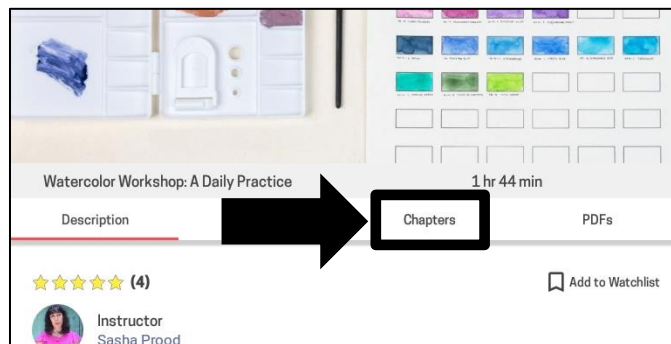 Watercolor Workshop: A Daily Practice 1 hr 44 min
Description Chapters PDFs
(4) Add to Watchlist
Instructor
Sasha Prood